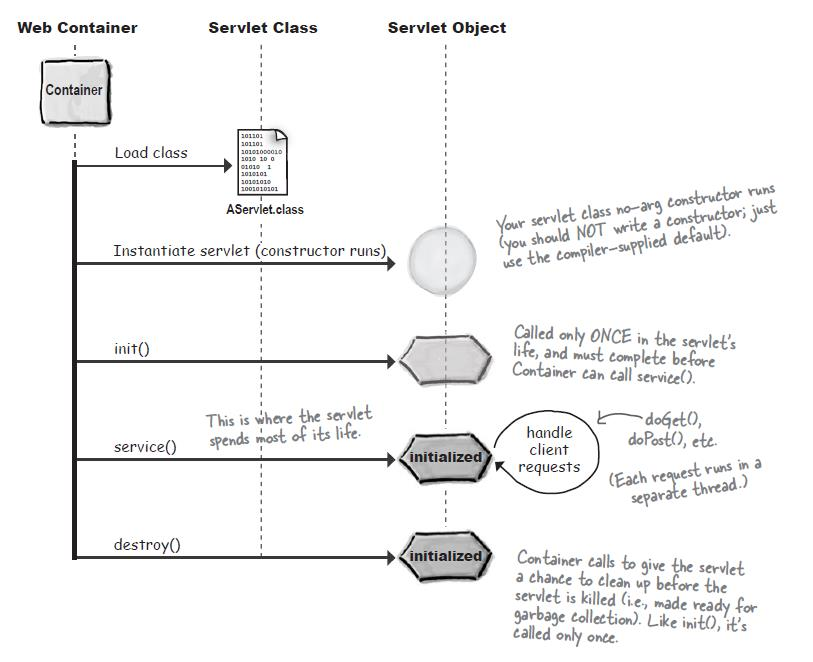 Web Container
Servlet Class
Servlet Object
Container
Load class
101101
101101
10101000010
1010 10 0
01010 1
1010101
10101010
1001010101
AServlet.class
Instantiate servlet (constructor runs)
Your servlet class no-arg constructor runs
(you should NOT write a constructor; just
use the compiler-supplied default).
init()
Called only ONCE in the servlet's
life, and must complete before
Container can call service().
service()
This is where the servlet
spends most of its life.
initialized
handle
client
requests
doGet(),
doPost(), etc.
(Each request runs in a
separate thread.)
destroy()
initialized
Container calls to give the servlet
a chance to clean up before the
servlet is killed (i.e., made ready for
garbage collection). Like init(), it's
called only once.